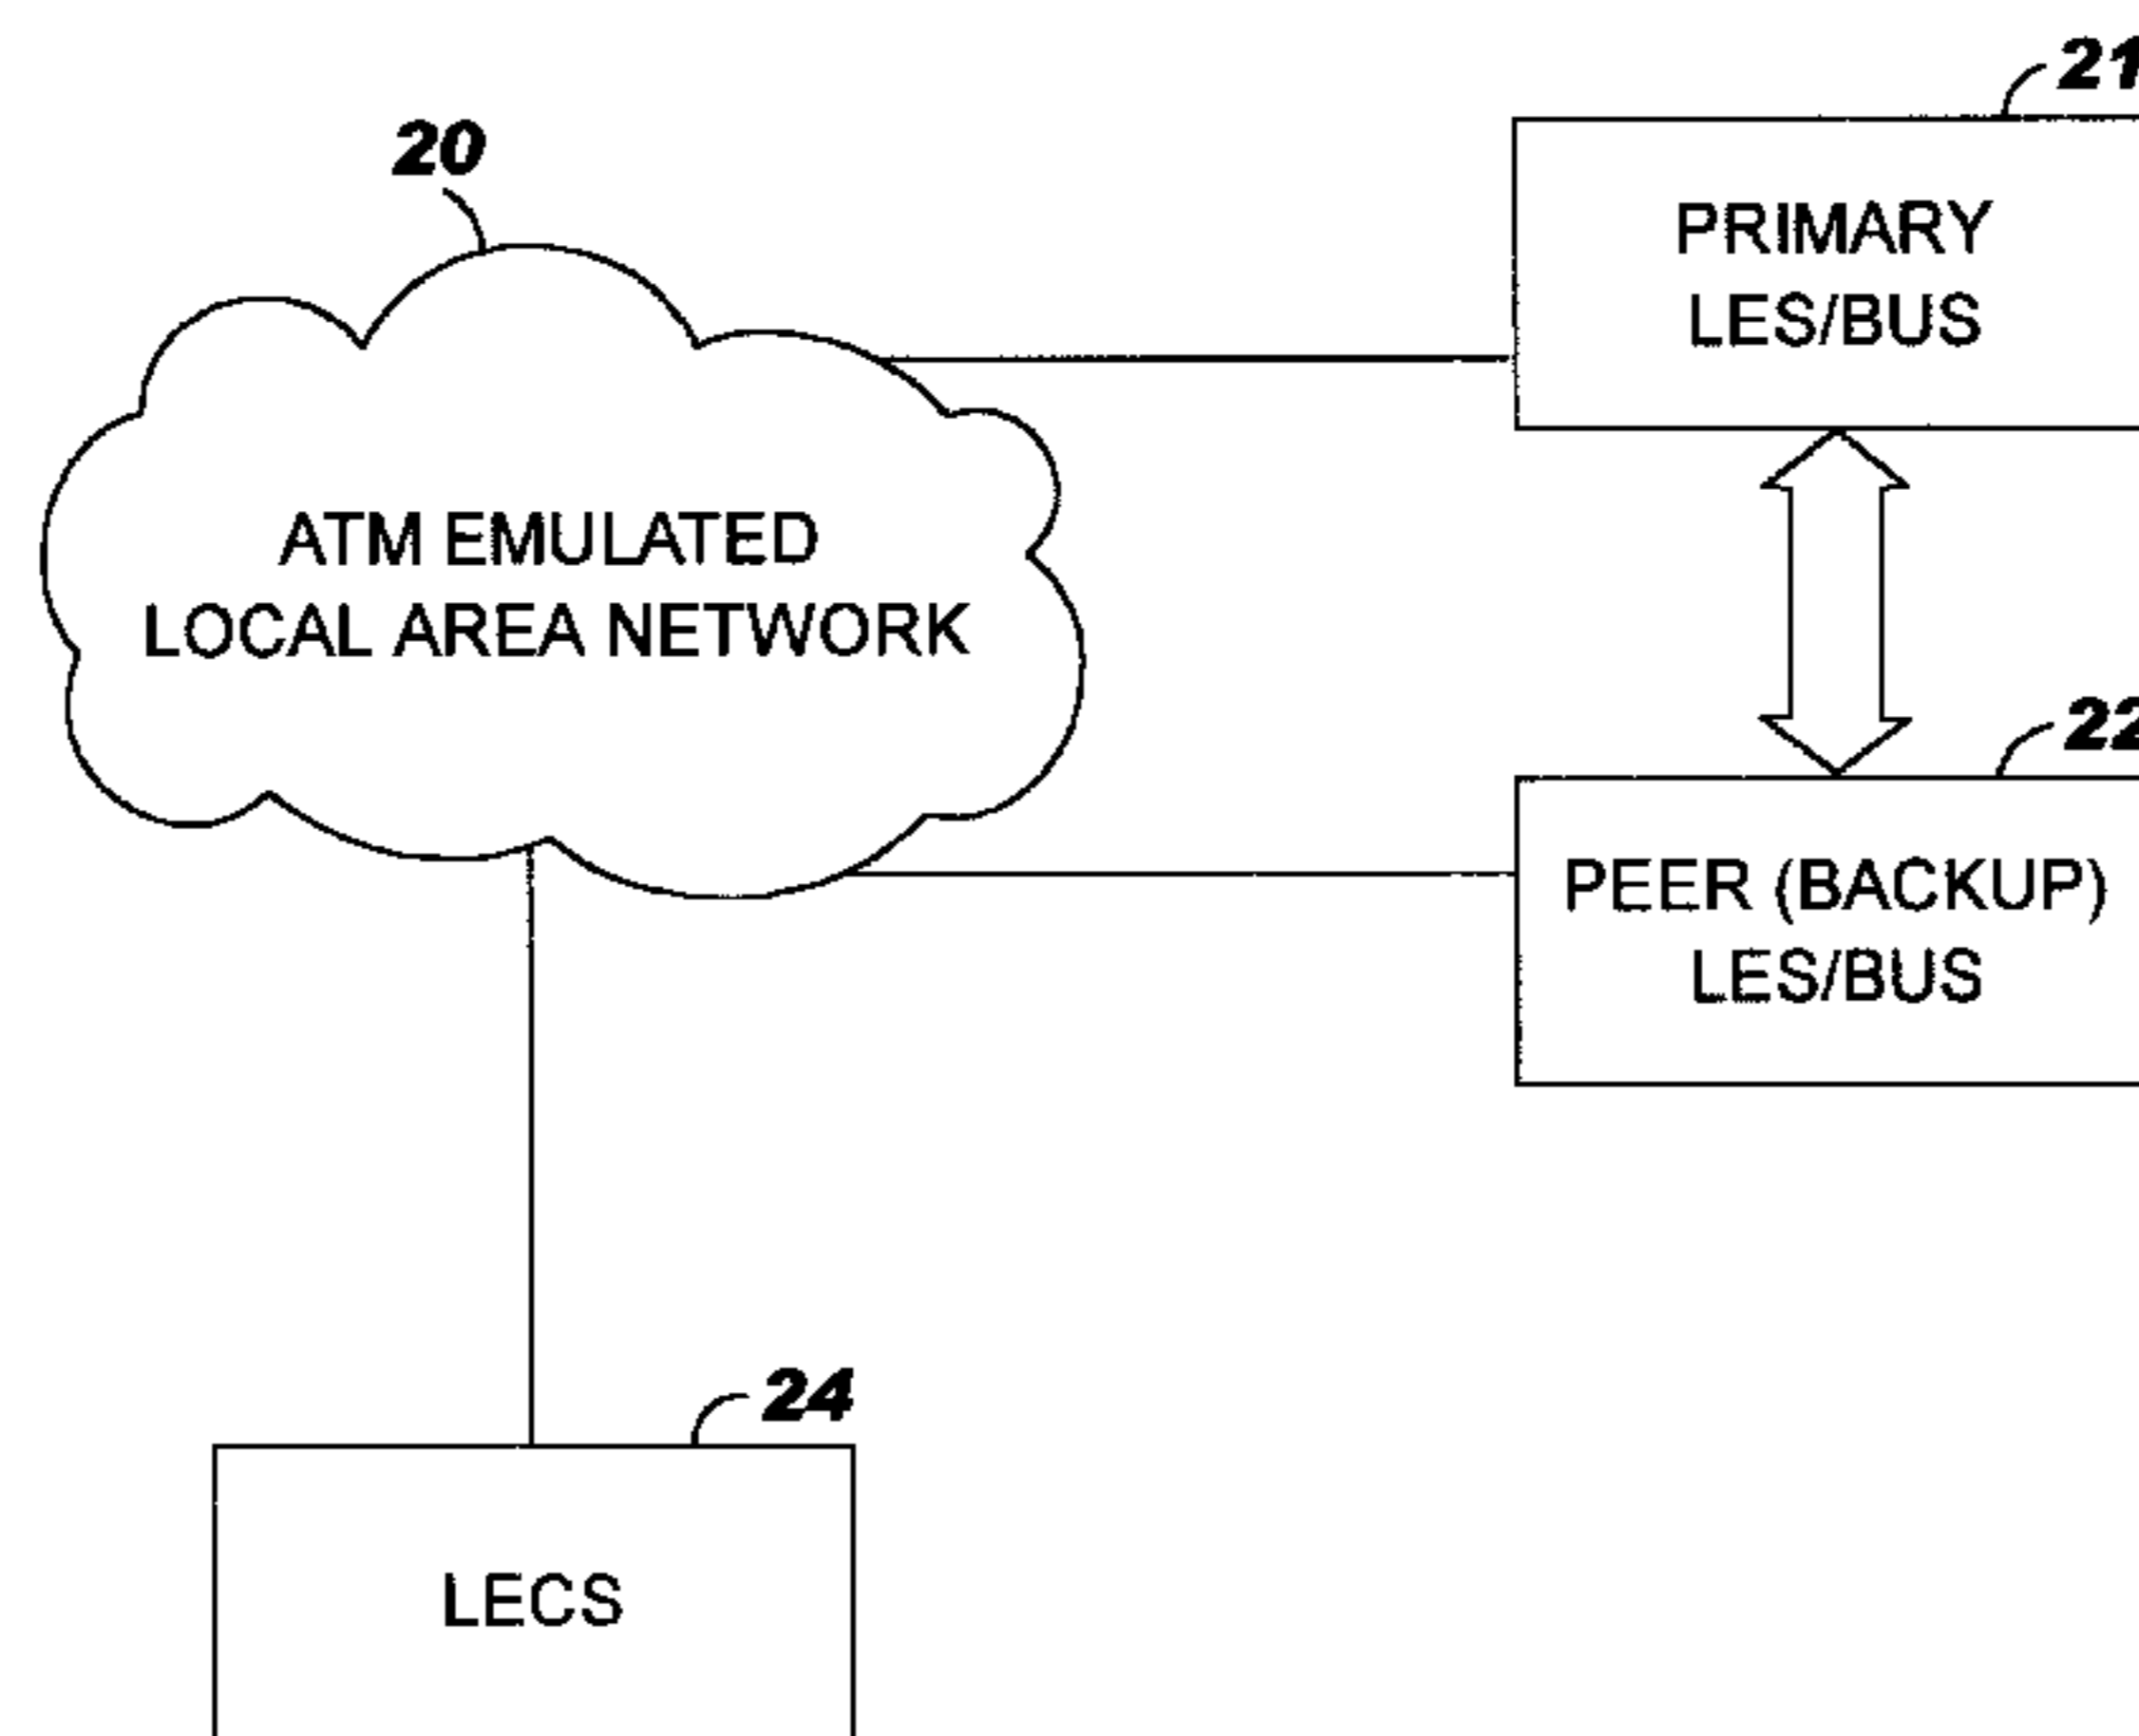 21
20
PRIMARY
LES/BUS
ATM EMULATED
LOCAL AREA NETWORK
22
PEER (BACKUP)
LES/BUS
24
LECS